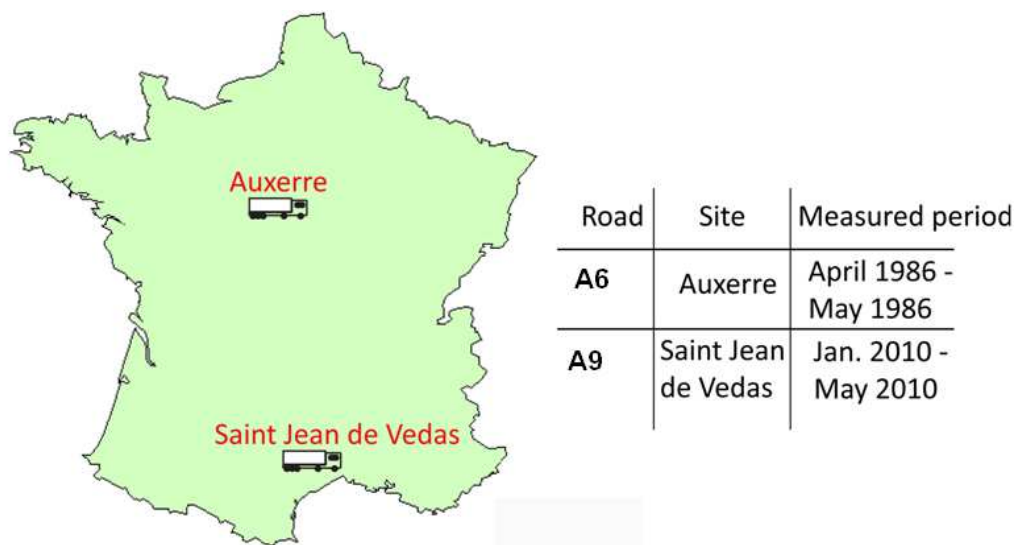 Auxerre
Saint Jean de Vedas
Road Site Measured period
A6 Auxerre April 1986 -
May 1986
A9 Saint Jean
de Vedas Jan. 2010 -
May 2010